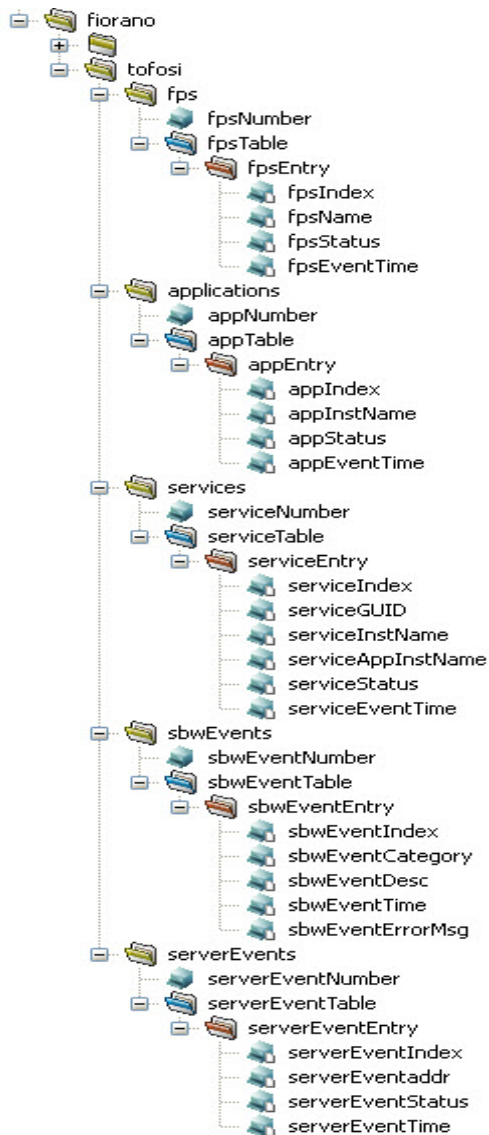 fiorano
tofosi
fps
fpsNumber
fpsTable
fpsEntry
fpsIndex
fpsName
fpsStatus
fpsEventTime
applications
appNumber
appTable
appEntry
appIndex
appInstName
appStatus
appEventTime
services
serviceNumber
serviceTable
serviceEntry
serviceIndex
serviceGUID
serviceInstName
serviceAppInstName
serviceStatus
serviceEventTime
sbwEvents
sbwEventNumber
sbwEventTable
sbwEventEntry
sbwEventIndex
sbwEventCategory
sbwEventDesc
sbwEventTime
sbwEventErrorMsg
serverEvents
serverEventNumber
serverEventTable
serverEventEntry
serverEventIndex
serverEventaddr
serverEventStatus
serverEventTime